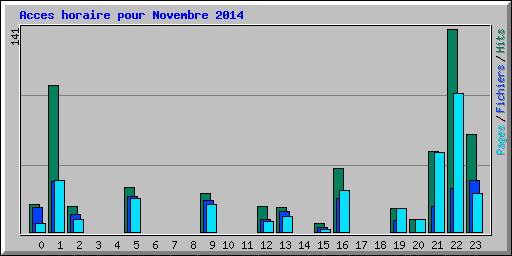 Acces horaire pour Novembre 2014
141
Pages/Fichiers/Hits
0 1 2 3 4 5 6 7 8 9 10 11 12 13 14 15 16 17 18 19 20 21 22 23